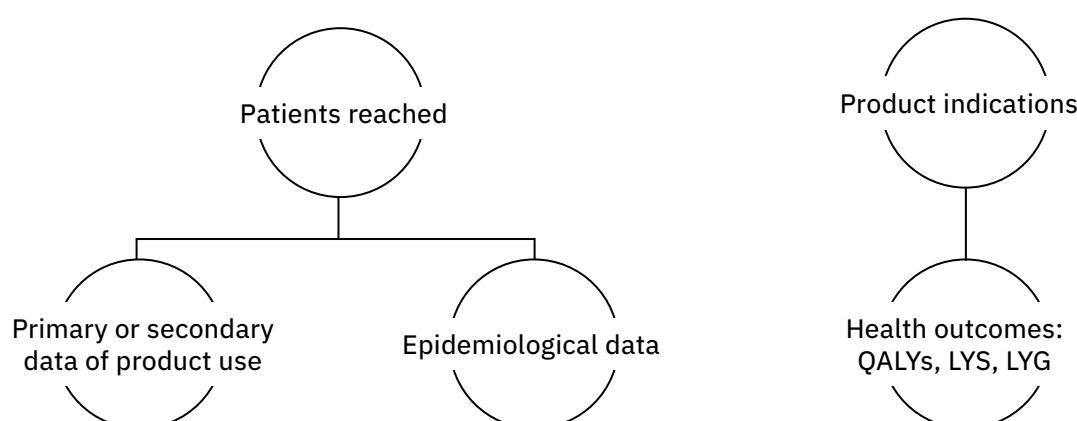 Patients reached
Product indications
Primary or secondary
data of product use
Epidemiological data
Health outcomes:
QALYs, LYS, LYG